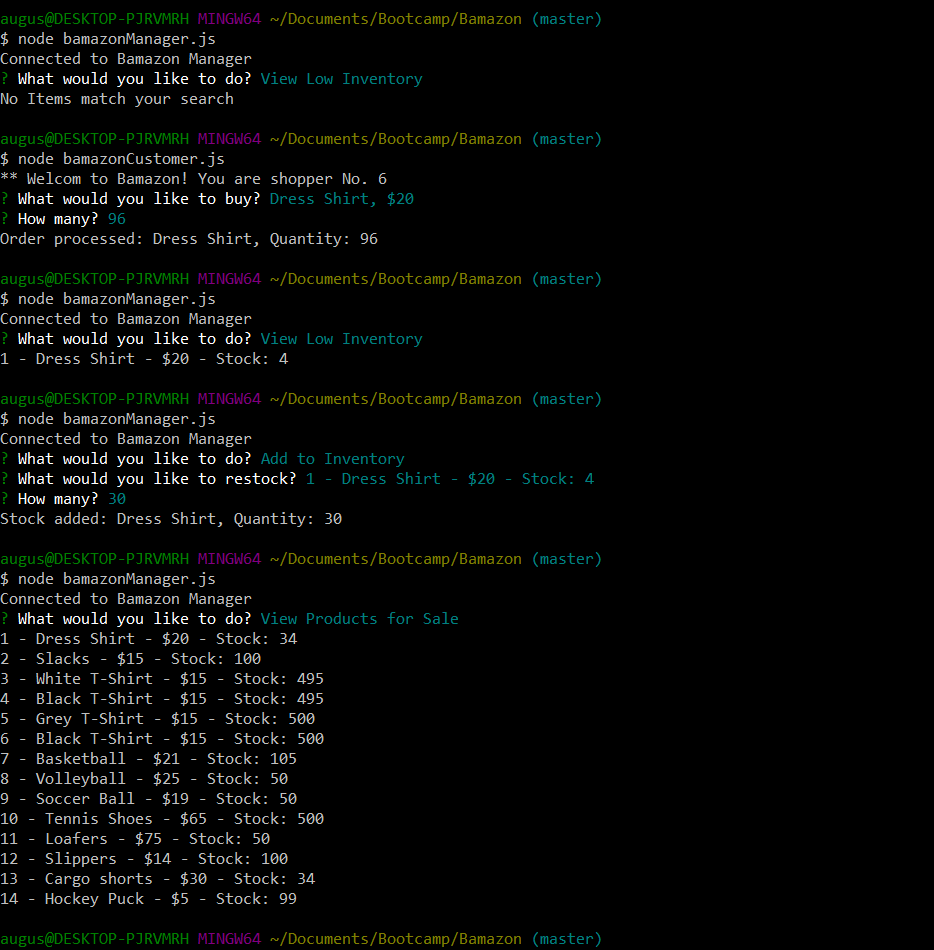 augus@DESKTOP-PJRVMRH MINGW64 ~/Documents/Bootcamp/Bamazon (master)
$ node bamazonManager.js
Connected to Bamazon Manager
? What would you like to do? View Low Inventory
No Items match your search
augus@DESKTOP-PJRVMRH MINGW64 ~/Documents/Bootcamp/Bamazon (master)
$ node bamazonCustomer.js
** Welcom to Bamazon! You are shopper No. 6
? What would you like to buy? Dress Shirt, $20
? How many? 96
Order processed: Dress Shirt, Quantity: 96
augus@DESKTOP-PJRVMRH MINGW64 ~/Documents/Bootcamp/Bamazon (master)
$ node bamazonManager.js
Connected to Bamazon Manager
? What would you like to do? View Low Inventory
1 - Dress Shirt - $20 - Stock: 4
augus@DESKTOP-PJRVMRH MINGW64 ~/Documents/Bootcamp/Bamazon (master)
$ node bamazonManager.js
Connected to Bamazon Manager
? What would you like to do? Add to Inventory
? What would you like to restock? 1 - Dress Shirt - $20 - Stock: 4
? How many? 30
Stock added: Dress Shirt, Quantity: 30
augus@DESKTOP-PJRVMRH MINGW64 ~/Documents/Bootcamp/Bamazon (master)
$ node bamazonManager.js
Connected to Bamazon Manager
? What would you like to do? View Products for Sale
1 - Dress Shirt - $20 - Stock: 34
2 - Slacks - $15 - Stock: 100
3 - White T-Shirt - $15 - Stock: 495
4 - Black T-Shirt - $15 - Stock: 495
5 - Grey T-Shirt - $15 - Stock: 500
6 - Black T-Shirt - $15 - Stock: 500
7 - Basketball - $21 - Stock: 105
8 - Volleyball - $25 - Stock: 50
9 - Soccer Ball - $19 - Stock: 50
10 - Tennis Shoes - $65 - Stock: 500
11 - Loafers - $75 - Stock: 50
12 - Slippers - $14 - Stock: 100
13 - Cargo shorts - $30 - Stock: 34
14 - Hockey Puck - $5 - Stock: 99
augus@DESKTOP-PJRVMRH MINGW64 ~/Documents/Bootcamp/Bamazon (master)